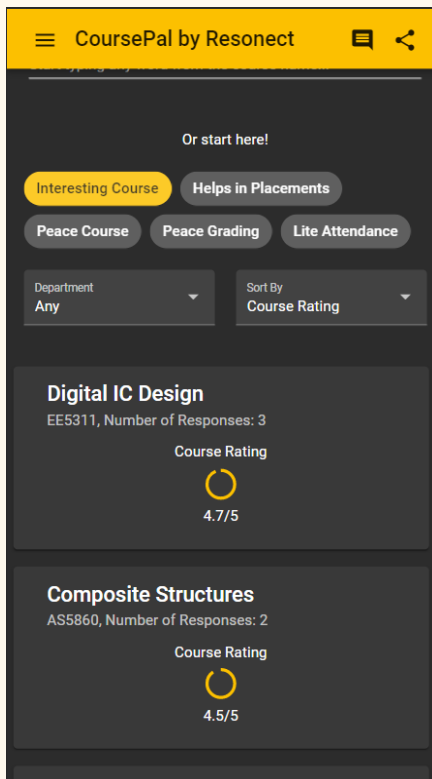 CoursePal by Resonect
Or start here!
Interesting Course
Helps in Placements
Peace Course
Peace Grading
Lite Attendance
Department
Any
Sort By
Course Rating
Digital IC Design
EE5311, Number of Responses: 3
Course Rating
4.7/5
Composite Structures
AS5860, Number of Responses: 2
Course Rating
4.5/5